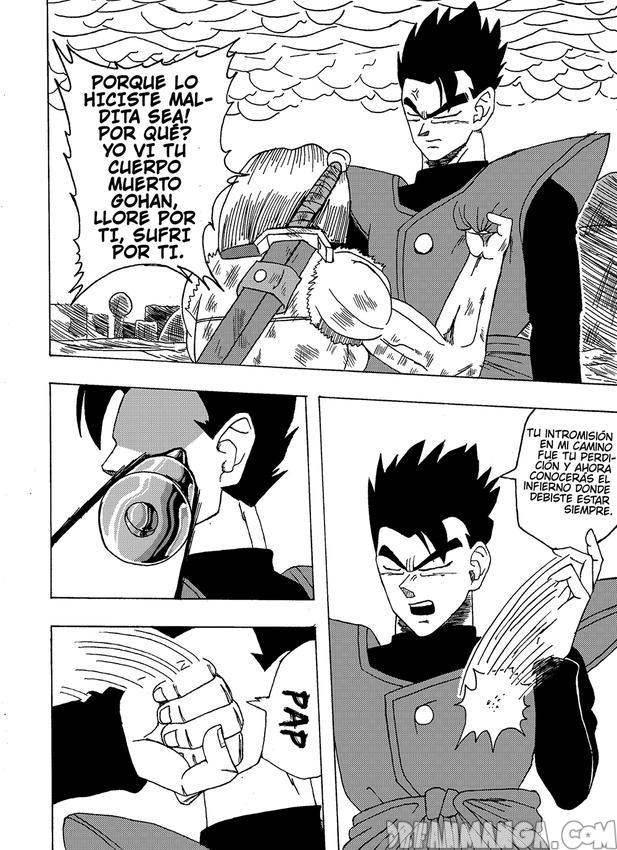 PORQUE LO
HICISTE MAL-
DITA SEA!
POR QUÉ?
YO VI TU
CUERPO
MUERTO
GOHAN,
LLORE POR
TI, SUFRI
POR TI.
TU INTROMISIÓN
EN MI CAMINO
FUE TU PERDI-
CIÓN Y AHORA
CONOCERÁS EL
INFIERNO DONDE
DEBISTE ESTAR
SIEMPRE.
PAP
SUBMANGA.COM